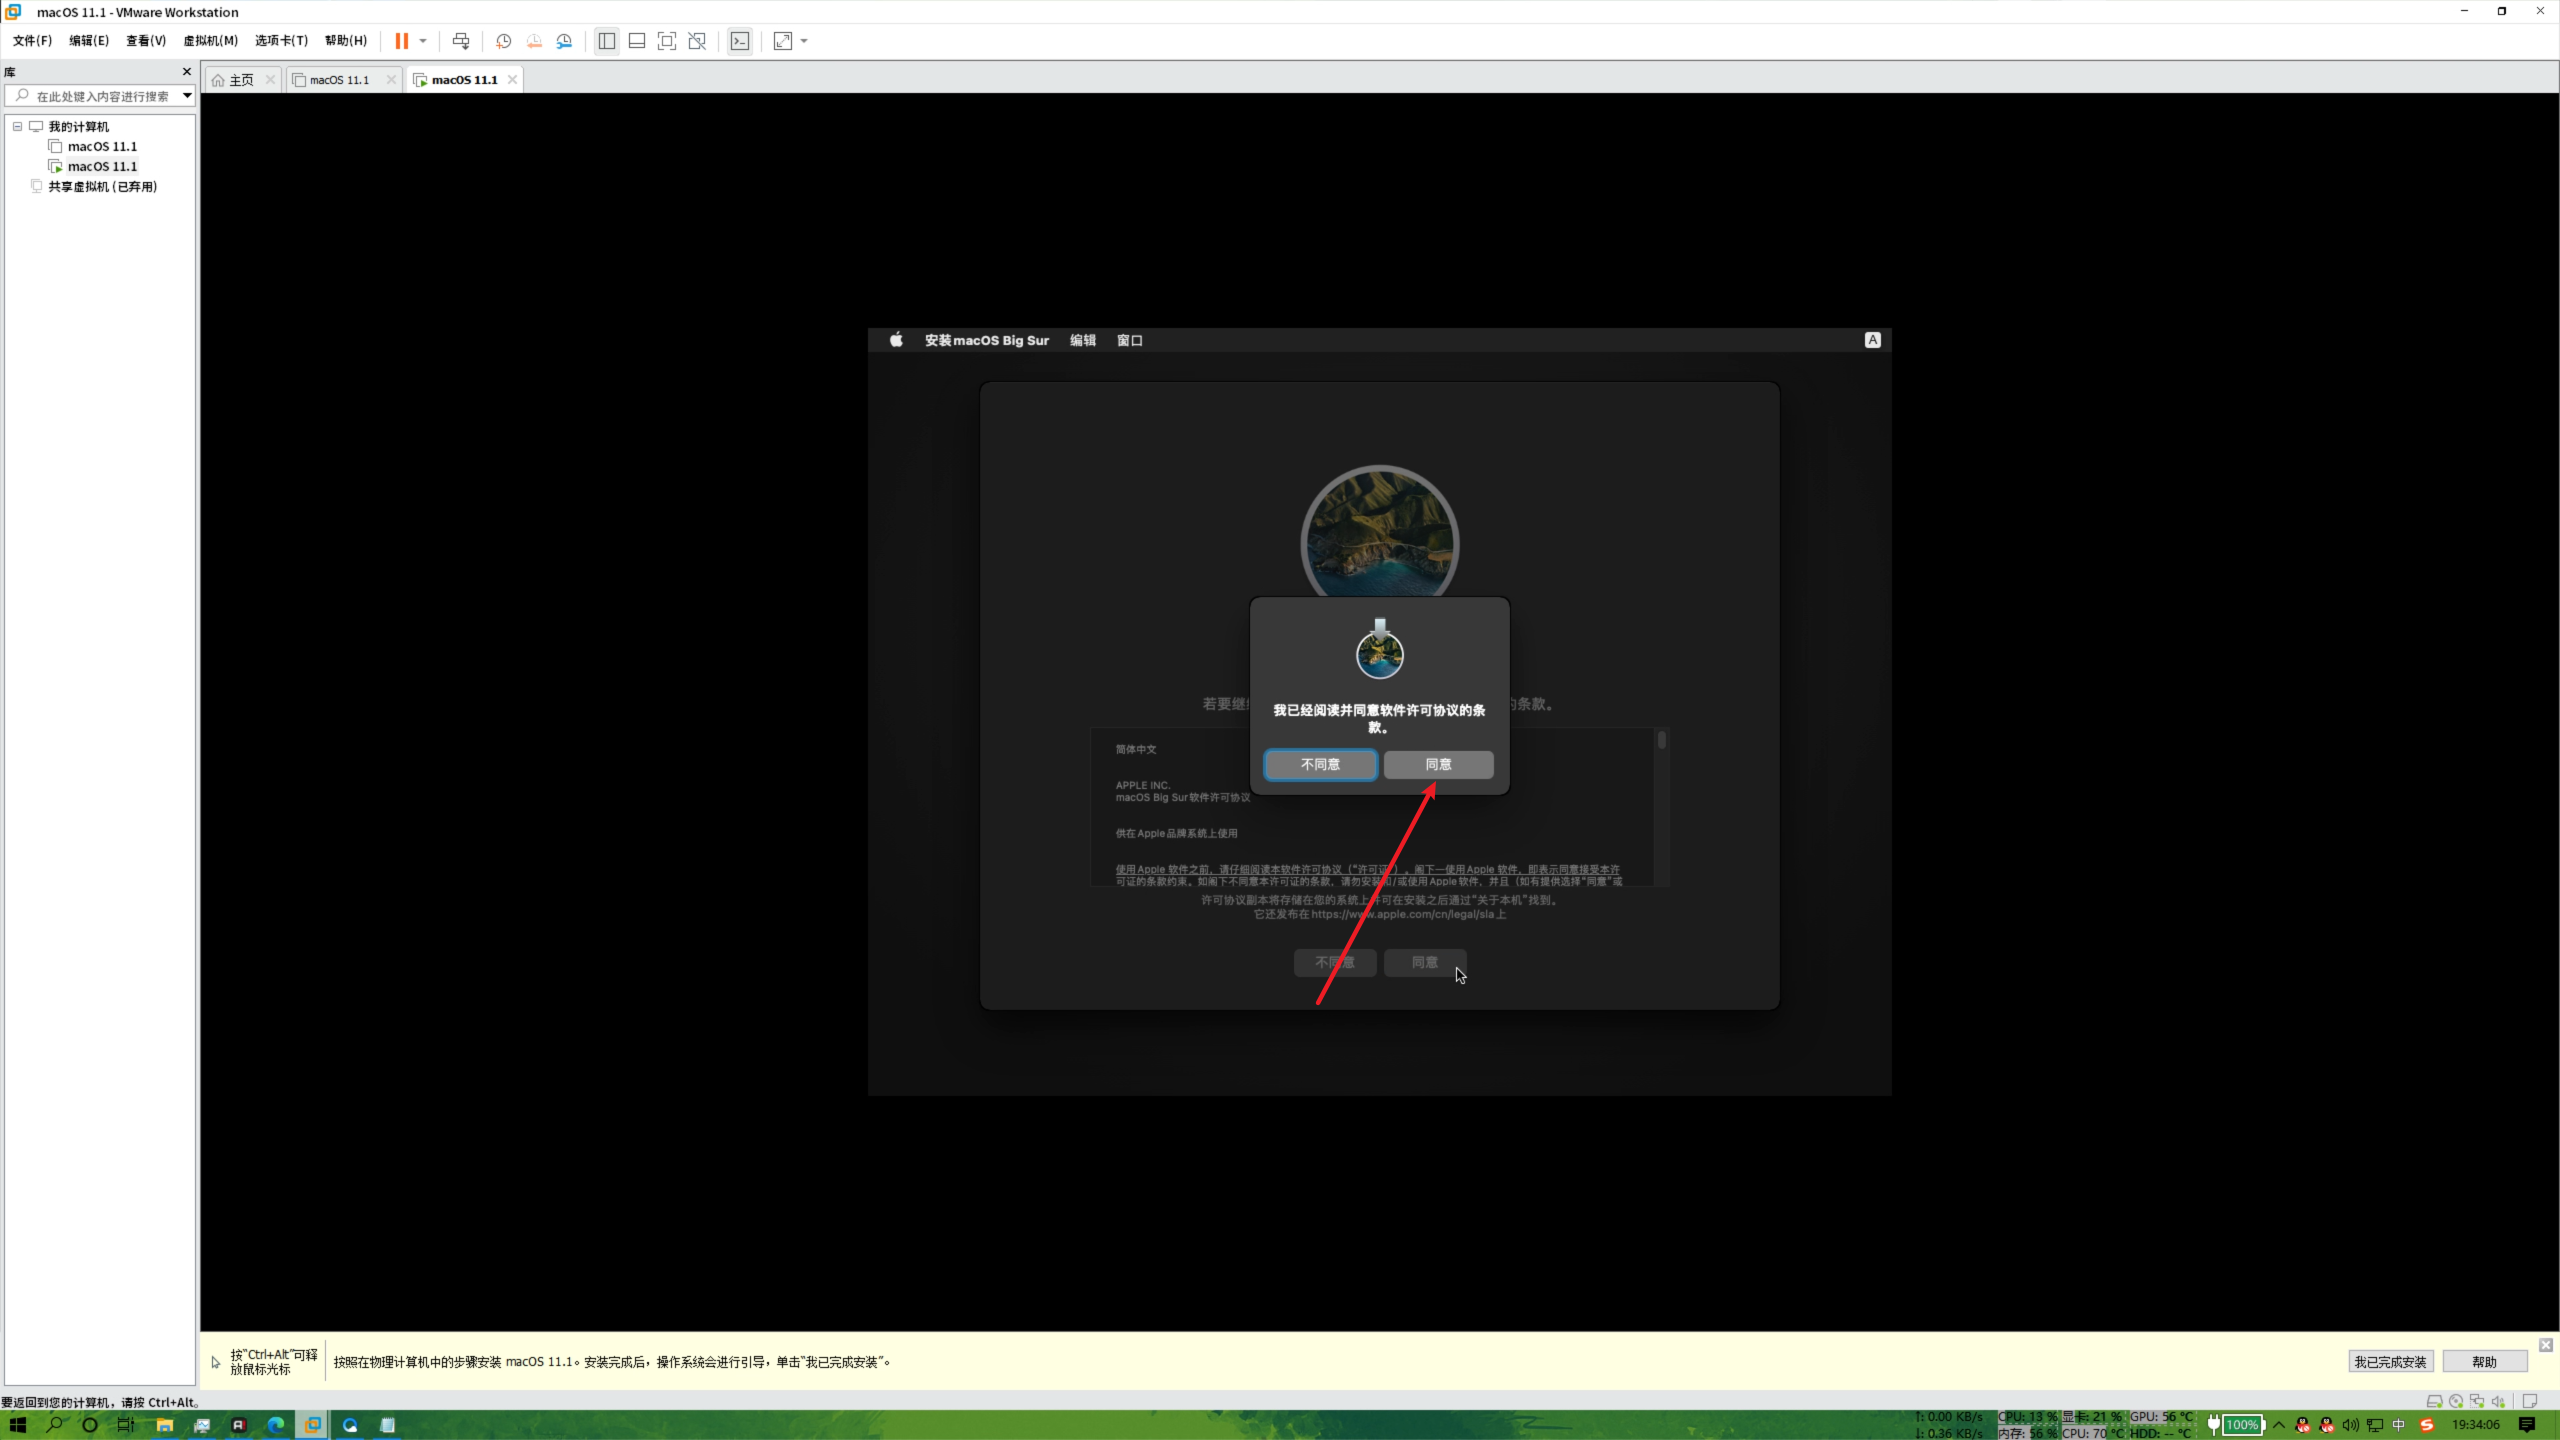 macOS 11.1 - VMware Workstation
文件(F) 编辑(E) 查看(V) 虚拟机(M) 选项卡(T) 帮助(H)
库
主页 macOS 11.1 macOS 11.1
在此处键入内容进行搜索
我的计算机
macOS 11.1
macOS 11.1
共享虚拟机 (已弃用)
安装macOS Big Sur 编辑 窗口 A
我已经阅读并同意软件许可协议的条
款。
不同意 同意
若要继 的条款。
简体中文
APPLE INC.
macOS Big Sur软件许可协议
供在Apple品牌系统上使用
使用Apple 软件之前，请仔细阅读本软件许可协议（“许可证”）。阁下一使用Apple 软件，即表示同意接受本许
可证的条款约束。如阁下不同意本许可证的条款，请勿安装和/或使用Apple软件，并且（如有提供选择“同意”或
许可协议副本将存储在您的系统上并可在安装之后通过“关于本机”找到。
它还发布在https://www.apple.com/cn/legal/sla上
不同意 同意
按“Ctrl+Alt”可释
放鼠标光标
按照在物理计算机中的步骤安装 macOS 11.1。安装完成后，操作系统会进行引导，单击“我已完成安装”。
我已完成安装 帮助
要返回到您的计算机，请按 Ctrl+Alt。
↑: 0.00 KB/s CPU: 13 % 显卡: 21 % GPU: 56 °C
↓: 0.36 KB/s 内存: 56 % CPU: 70 °C HDD: -- °C
100% 中 19:34:06